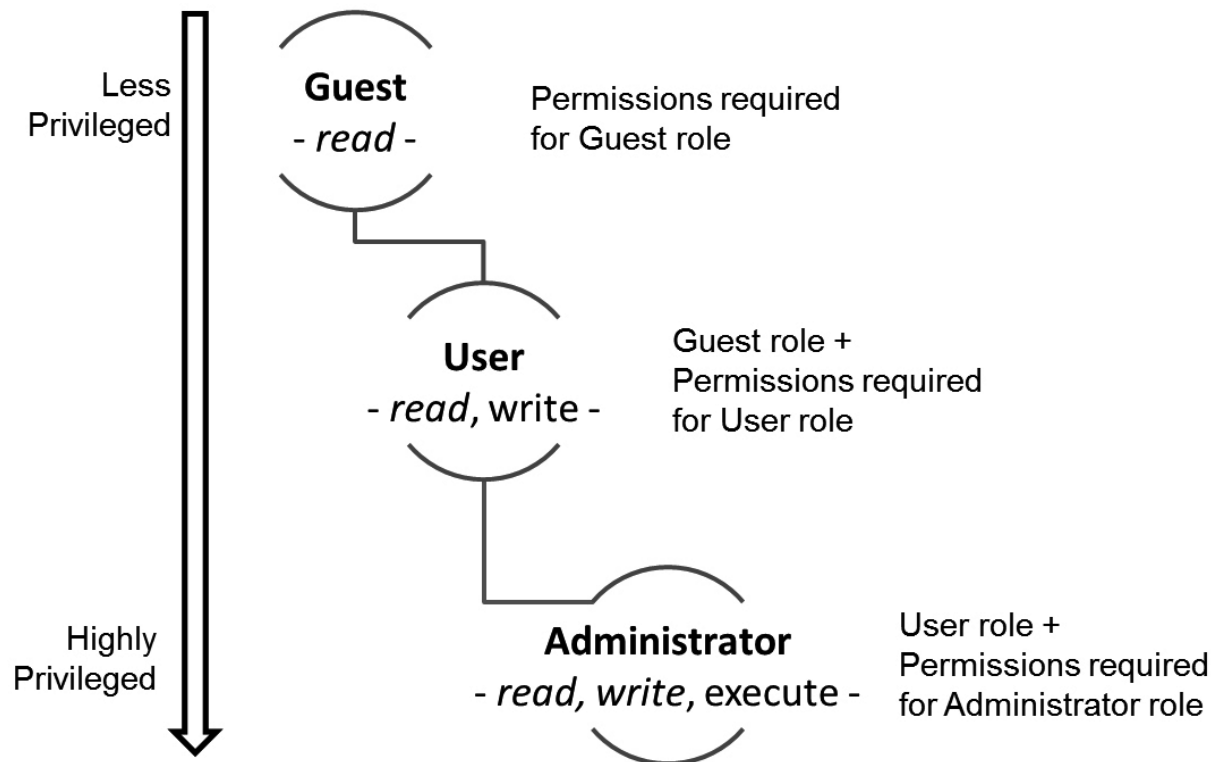 Less
Privileged
Guest
- read -
Permissions required
for Guest role
User
- read, write -
Guest role +
Permissions required
for User role
Highly
Privileged
Administrator
- read, write, execute -
User role +
Permissions required
for Administrator role